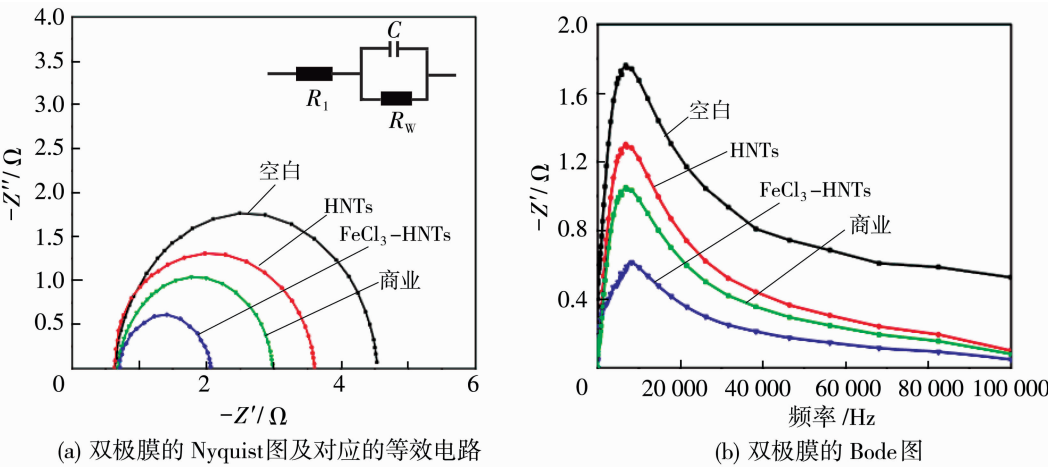 4.0
3.5
3.0
2.5
2.0
1.5
1.0
0.5
0
2
4
6
-Z″/Ω
-Z′/Ω
C
R1
RW
空白
HNTs
FeCl3-HNTs
商业
(a) 双极膜的 Nyquist图及对应的等效电路
2.0
1.6
1.2
0.8
0.4
0
20 000
40 000
60 000
80 000
100 000
-Z′/Ω
频率/Hz
空白
HNTs
FeCl3-HNTs
商业
(b) 双极膜的 Bode图